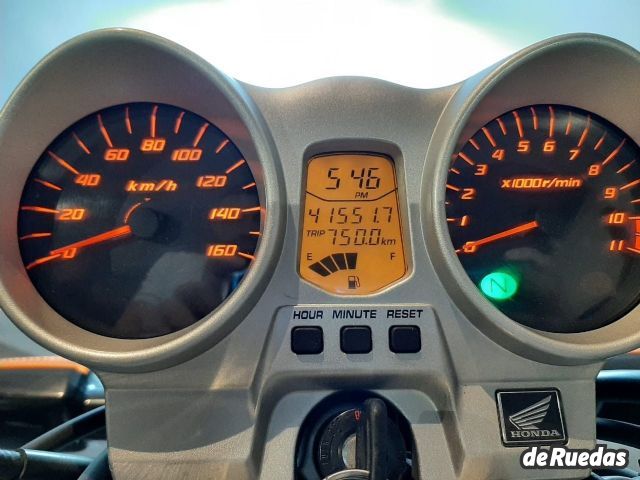 0 20 40 60 80 100 120 140 160
km/h
5:46
PM
41551.7
TRIP 750.0 km
E F
HOUR MINUTE RESET
0 1 2 3 4 5 6 7 8 9 10 11
X1000r/min
N
HONDA
deRuedas